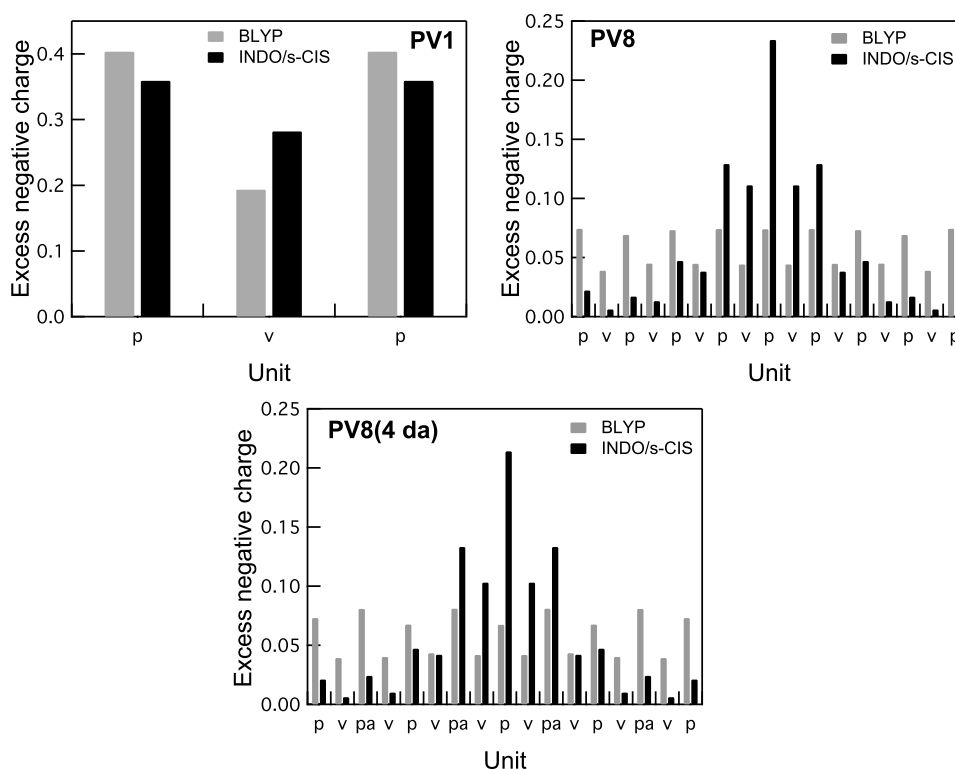 PV1
BLYP
INDO/s-CIS
Excess negative charge
0.4
0.3
0.2
0.1
0.0
p v p
Unit
PV8
BLYP
INDO/s-CIS
Excess negative charge
0.25
0.20
0.15
0.10
0.05
0.00
p v p v p v p v p v p v p v p v p
Unit
PV8(4 da)
BLYP
INDO/s-CIS
Excess negative charge
0.25
0.20
0.15
0.10
0.05
0.00
p v pa v p v pa v p v pa v p v pa v p
Unit